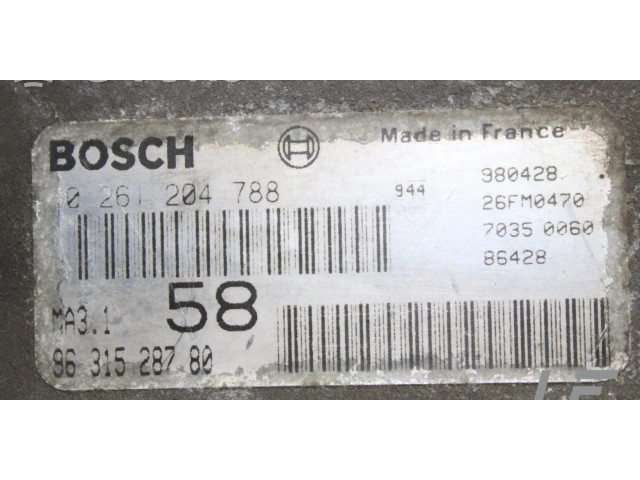 BOSCH Made in France
0 261 204 788 944 980428
26FM0470
7035 0060
86428
MA3.1 58
96 315 287 80